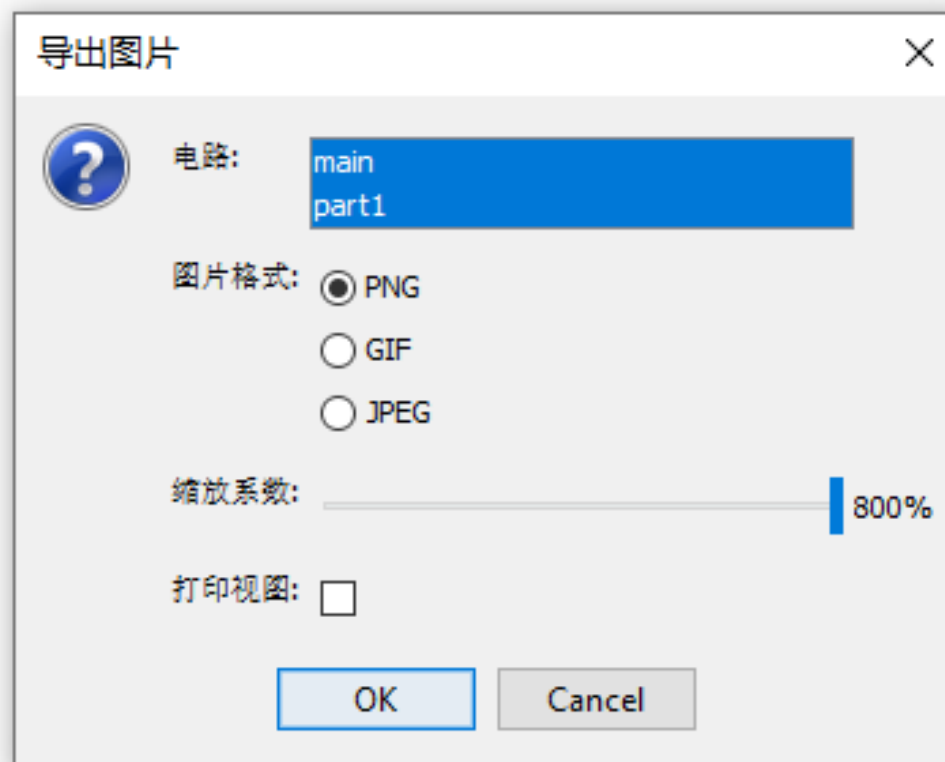 导出图片
电路:
main
part1
图片格式:
PNG
GIF
JPEG
缩放系数:
800%
打印视图:
OK
Cancel